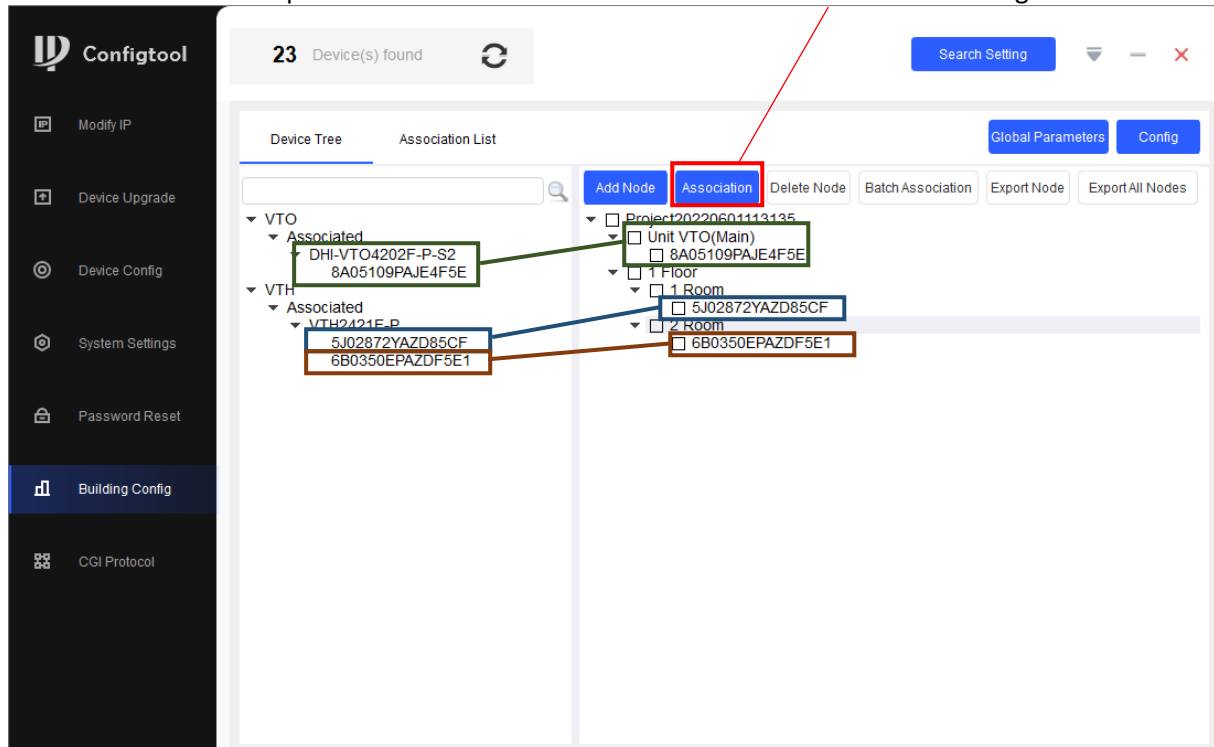 Configtool
23 Device(s) found
Search Setting
Modify IP
Device Upgrade
Device Config
System Settings
Password Reset
Building Config
CGI Protocol
Device Tree Association List
Global Parameters Config
Add Node Association Delete Node Batch Association Export Node Export All Nodes
VTO
Associated
DHI-VTO4202F-P-S2
8A05109PAJE4F5E
VTH
Associated
VTH2421F-P
5J02872YAZD85CF
6B0350EPAZDF5E1
Project20220601113135
Unit VTO(Main)
8A05109PAJE4F5E
1 Floor
1 Room
5J02872YAZD85CF
2 Room
6B0350EPAZDF5E1